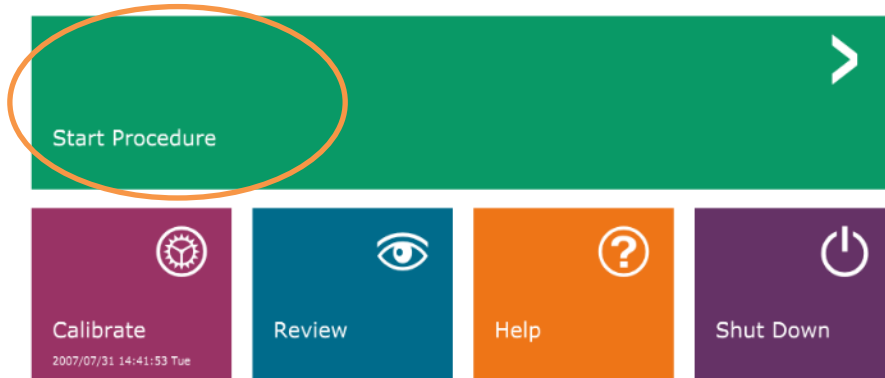 Start Procedure
Calibrate
2007/07/31 14:41:53 Tue
Review
Help
Shut Down